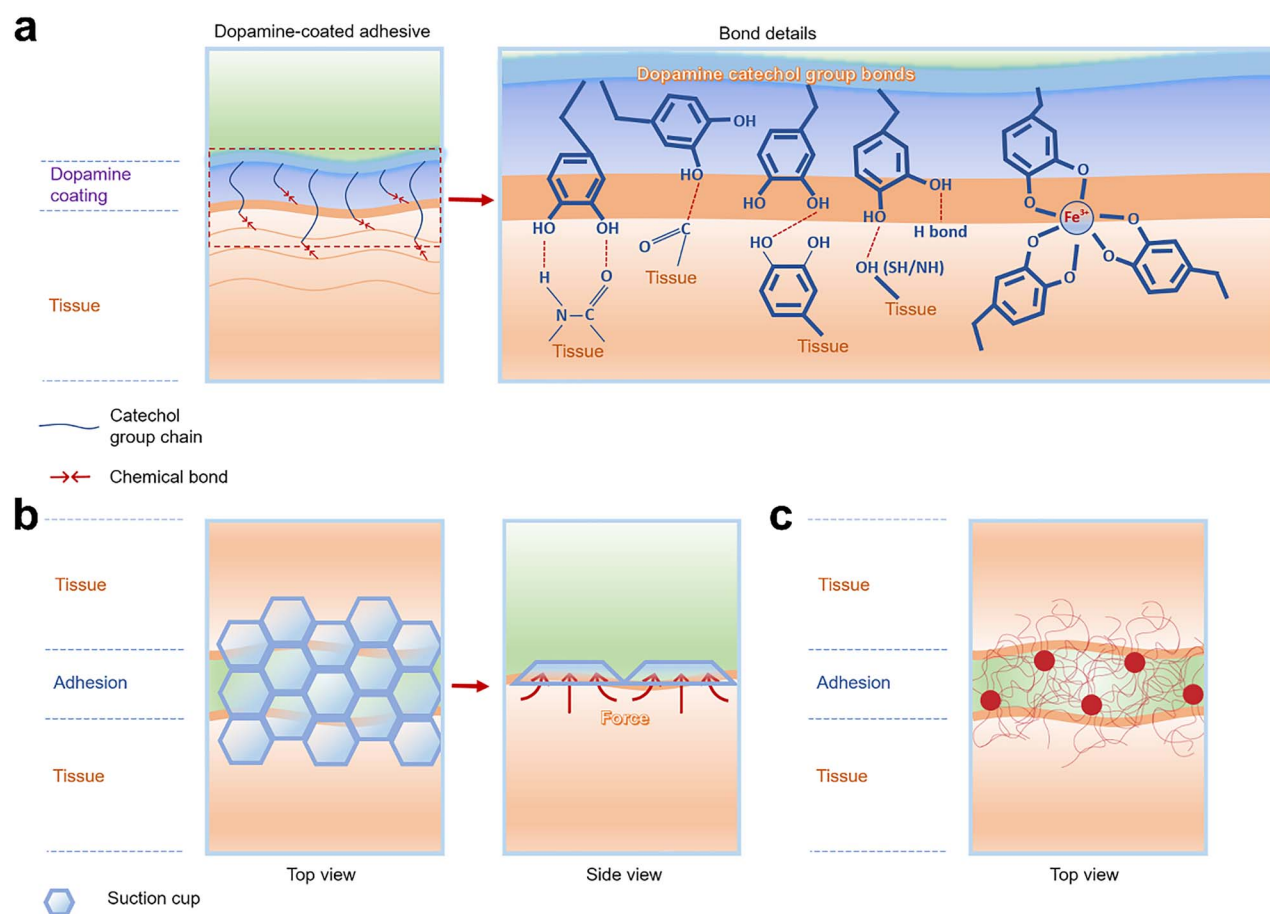 a
Dopamine-coated adhesive
Bond details
Dopamine catechol group bonds
Dopamine
coating
Tissue
OH
HO
HO
OH
HO
OH
HO
OH
H bond
HO
OH
HO
OH
H
O
N
C
Tissue
O
C
Tissue
Tissue
OH (SH/NH)
Tissue
O
O
Fe³⁺
O
O
O
O
Catechol
group chain
Chemical bond
b
Tissue
Adhesion
Tissue
Force
Top view
Side view
Suction cup
c
Tissue
Adhesion
Tissue
Top view